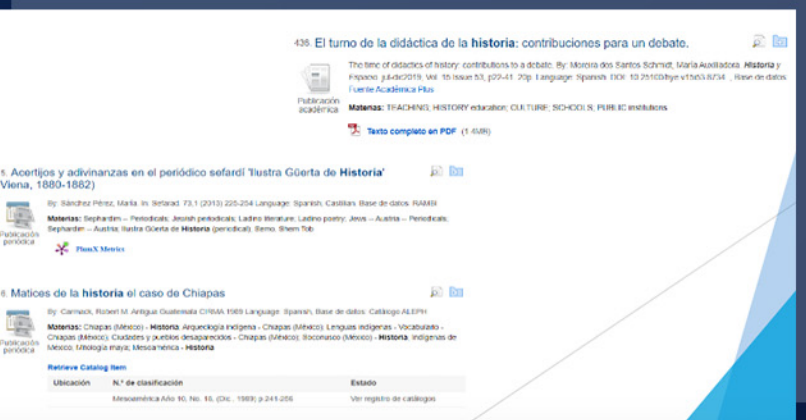 436. El turno de la didáctica de la historia: contribuciones para un debate.
The time of didactics of history: contributions to a debate. By: Moreira dos Santos Schmidt, Maria Auxiliadora. Historia y
Espacio. jul-dic2019, Vol. 15 Issue 53, p21-41. 20p. Language: Spanish. DOI: 10.25100/hye.v15i53.8734. , Base de datos:
Fuente Académica Plus
Publicación
académica
Materias: TEACHING; HISTORY education; CULTURE; SCHOOLS; PUBLIC institutions
Texto completo en PDF (1.4MB)
5. Acertijos y adivinanzas en el periódico sefardí 'Ilustra Güerta de Historia'
Viena, 1880-1882)
By: Sánchez Pérez, María. In: Sefarad. 73,1 (2013) 225-254 Language: Spanish, Castilian. Base de datos: RAMBI
Publicación
periódica
Materias: Sephardim -- Periodicals; Jewish periodicals; Ladino literature; Ladino poetry; Jews -- Austria -- Periodicals;
Sephardim -- Austria; Ilustra Güerta de Historia (periodical); Semo, Shem Tob
PlumX Metrics
6. Matices de la historia el caso de Chiapas
By: Carmack, Robert M. Antigua Guatemala CIRMA 1989 Language: Spanish, Base de datos: Catálogo ALEPH
Publicación
periódica
Materias: Chiapas (México) - Historia; Arqueología indígena - Chiapas (México); Lenguas indígenas - Vocabulario -
Chiapas (México); Ciudades y pueblos desaparecidos - Chiapas (México); Soconusco (México) - Historia; Indígenas de
México; Mitología maya; Mesoamérica - Historia
Retrieve Catalog Item
Ubicación N.º de clasificación Estado
Mesoamérica Año 10, No. 18, (Dic., 1989) p.241-266 Ver registro de catálogos